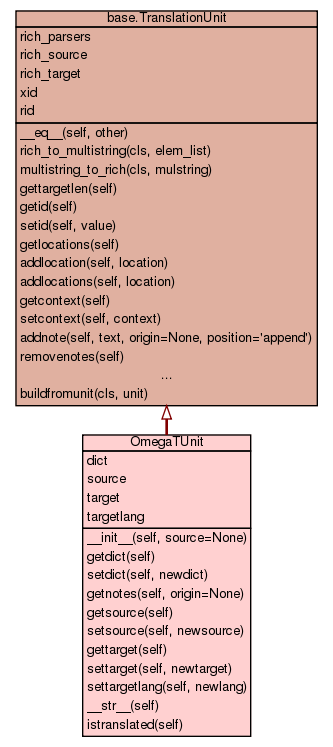 base.TranslationUnit
rich_parsers
rich_source
rich_target
xid
rid
__eq__(self, other)
rich_to_multistring(cls, elem_list)
multistring_to_rich(cls, mulstring)
gettargetlen(self)
getid(self)
setid(self, value)
getlocations(self)
addlocation(self, location)
addlocations(self, location)
getcontext(self)
setcontext(self, context)
addnote(self, text, origin=None, position='append')
removenotes(self)
...
buildfromunit(cls, unit)
OmegaTUnit
dict
source
target
targetlang
__init__(self, source=None)
getdict(self)
setdict(self, newdict)
getnotes(self, origin=None)
getsource(self)
setsource(self, newsource)
gettarget(self)
settarget(self, newtarget)
settargetlang(self, newlang)
__str__(self)
istranslated(self)